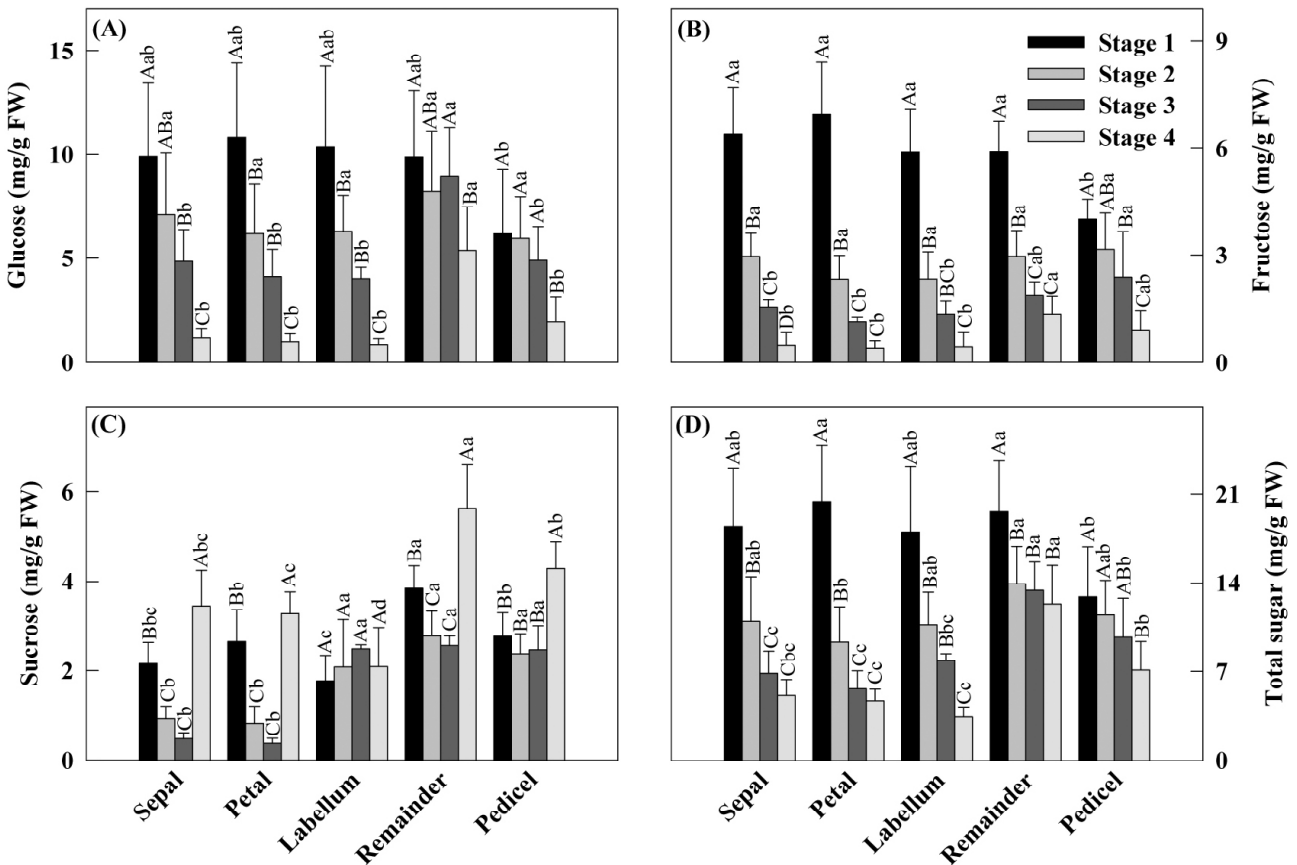 (A)
15
10
5
0
Glucose (mg/g FW)
Aab
ABa
Bb
Cb
Aab
Ba
Bb
Cb
Aab
Ba
Bb
Cb
Aab
ABa
Aa
Ba
Ab
Aa
Ab
Bb
(B)
Stage 1
Stage 2
Stage 3
Stage 4
9
6
3
0
Fructose (mg/g FW)
Aa
Ba
Cb
Db
Aa
Ba
Cb
Cb
Aa
Ba
BCb
Cb
Aa
Ba
Cab
Ca
Ab
ABa
Ba
Cab
(C)
6
4
2
0
Sucrose (mg/g FW)
Bbc
Cb
Cb
Abc
Bb
Cb
Cb
Ac
Ac
Aa
Aa
Ad
Ba
Ca
Ca
Aa
Bb
Ba
Ba
Ab
Sepal
Petal
Labellum
Remainder
Pedicel
(D)
21
14
7
0
Total sugar (mg/g FW)
Aab
Bab
Cc
Cbc
Aa
Bb
Cc
Cc
Aab
Bab
Bbc
Cc
Aa
Ba
Ba
Ba
Ab
Aab
ABb
Bb
Sepal
Petal
Labellum
Remainder
Pedicel